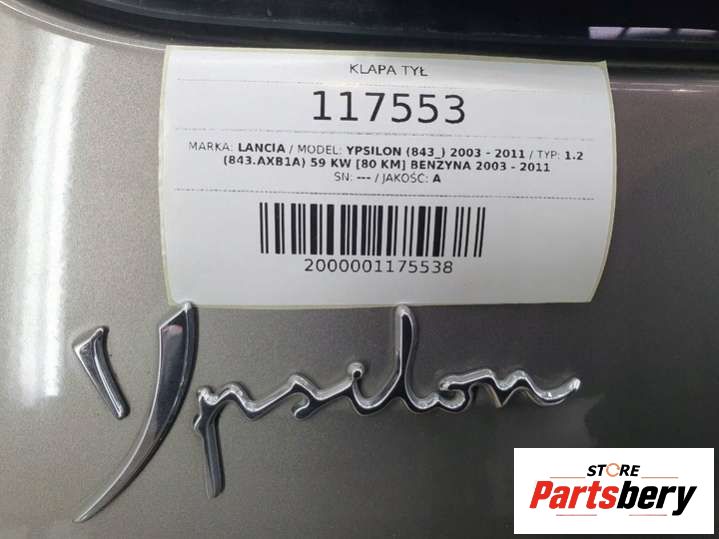 KLAPA TYŁ
117553
MARKA: LANCIA / MODEL: YPSILON (843_) 2003 - 2011 / TYP: 1.2
(843.AXB1A) 59 KW [80 KM] BENZYNA 2003 - 2011
SN: --- / JAKOŚĆ: A
2000001175538
Ypsilon
STORE
Partsbery